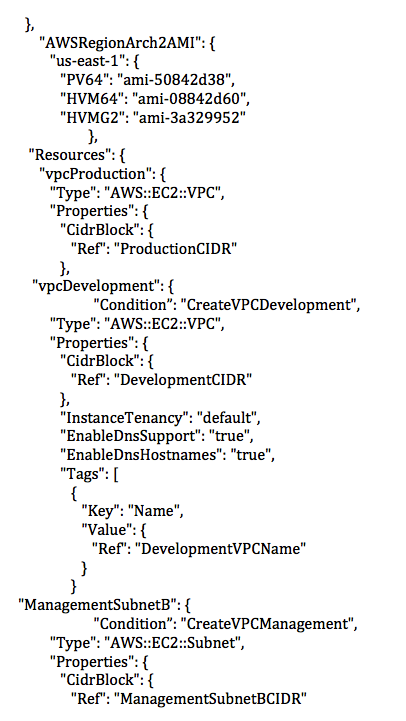 },
"AWSRegionArch2AMI": {
"us-east-1": {
"PV64": "ami-50842d38",
"HVM64": "ami-08842d60",
"HVMG2": "ami-3a329952"
},
"Resources": {
"vpcProduction": {
"Type": "AWS::EC2::VPC",
"Properties": {
"CidrBlock": {
"Ref": "ProductionCIDR"
},
"vpcDevelopment": {
"Condition”: "CreateVPCDevelopment",
"Type": "AWS::EC2::VPC",
"Properties": {
"CidrBlock": {
"Ref": "DevelopmentCIDR"
},
"InstanceTenancy": "default",
"EnableDnsSupport": "true",
"EnableDnsHostnames": "true",
"Tags": [
{
"Key": "Name",
"Value": {
"Ref": "DevelopmentVPCName"
}
}
"ManagementSubnetB": {
"Condition”: "CreateVPCManagement",
"Type": "AWS::EC2::Subnet",
"Properties": {
"CidrBlock": {
"Ref": "ManagementSubnetBCIDR"